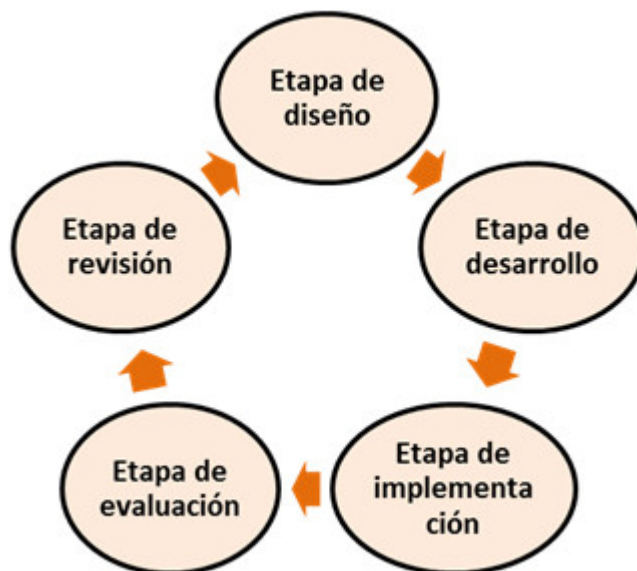 Etapa de
diseño
Etapa de
desarrollo
Etapa de
implementa
ción
Etapa de
evaluación
Etapa de
revisión